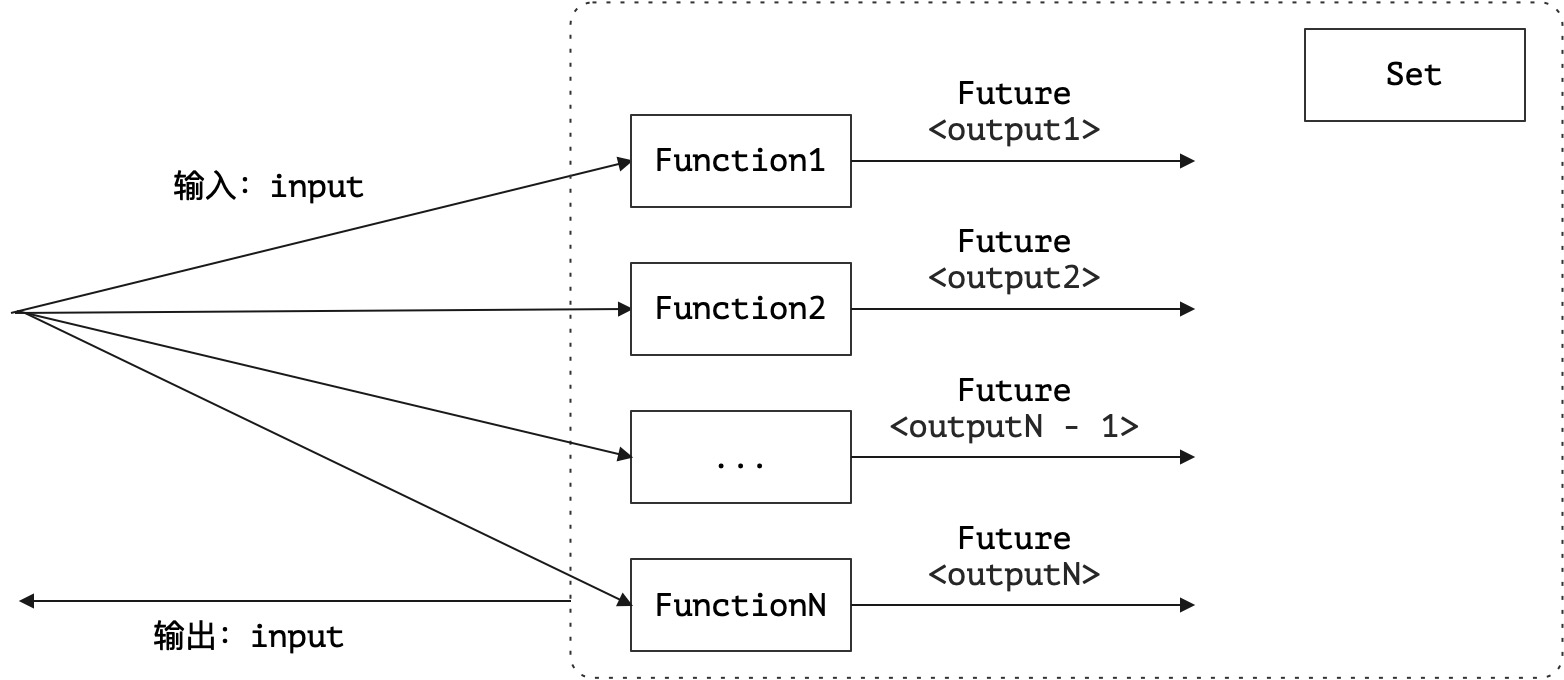 Set
Future
<output1>
Function1
输入: input
Future
<output2>
Function2
Future
<outputN - 1>
...
Future
<outputN>
FunctionN
输出: input